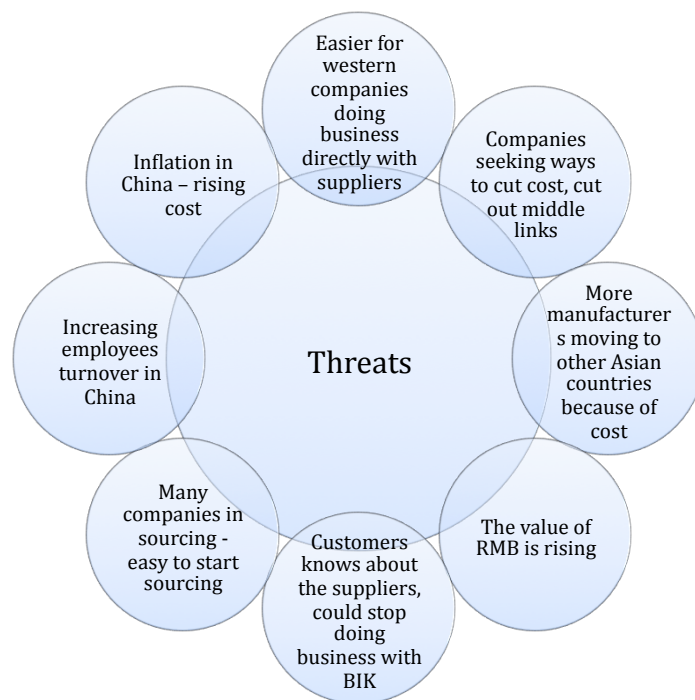 Easier for
western
companies
doing
business
directly with
suppliers
Companies
seeking ways
to cut cost, cut
out middle
links
More
manufacturer
s moving to
other Asian
countries
because of
cost
The value of
RMB is rising
Customers
knows about
the suppliers,
could stop
doing
business with
BIK
Many
companies in
sourcing -
easy to start
sourcing
Increasing
employees
turnover in
China
Inflation in
China – rising
cost
Threats